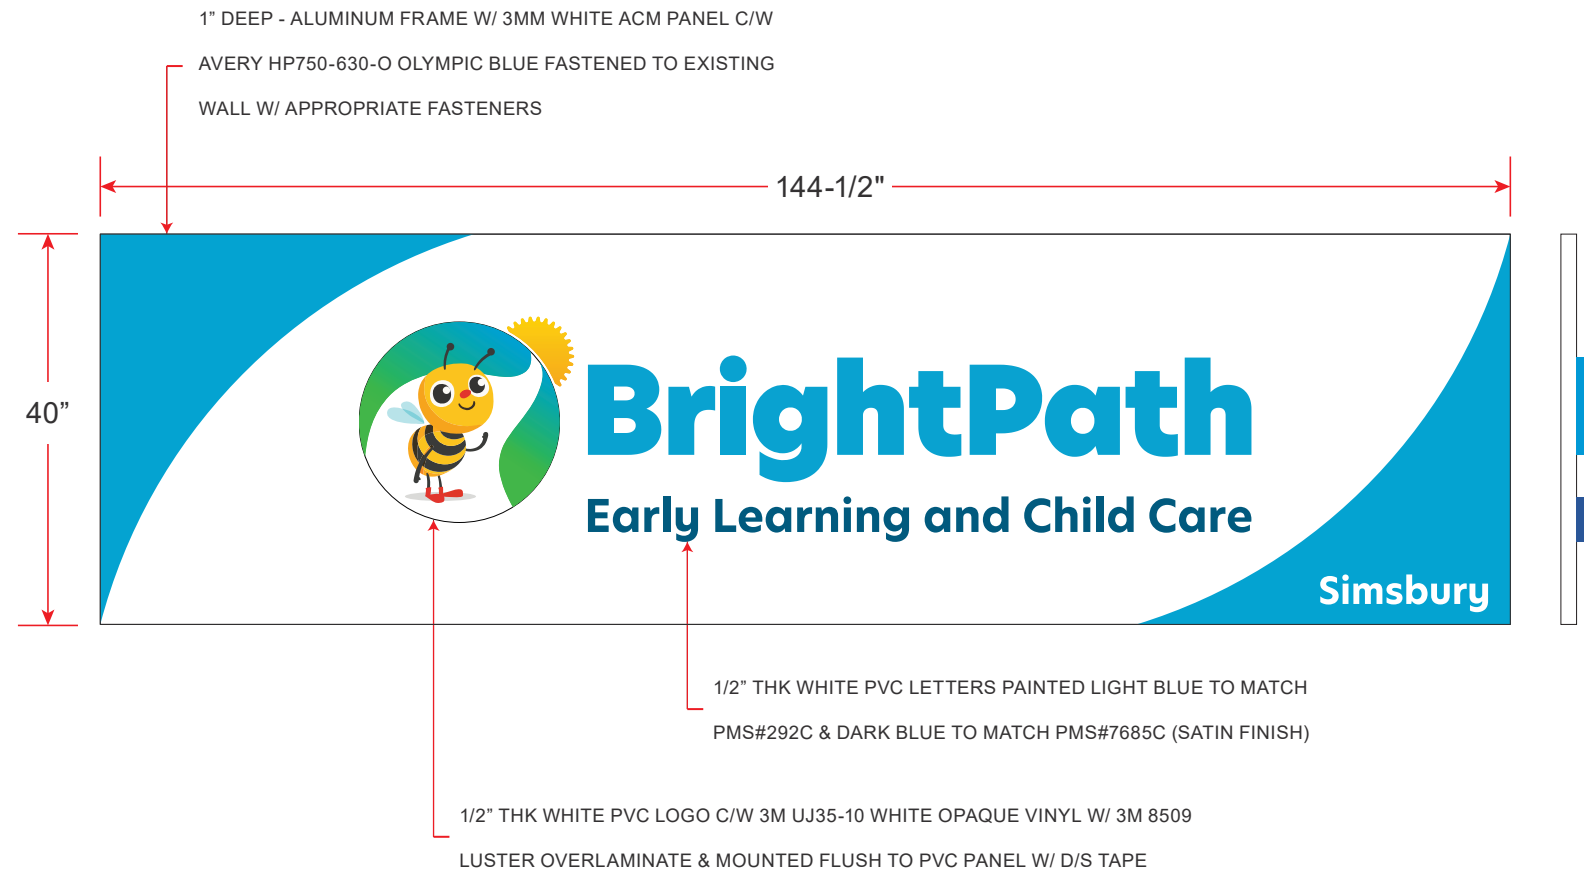 1” DEEP - ALUMINUM FRAME W/ 3MM WHITE ACM PANEL C/W
AVERY HP750-630-O OLYMPIC BLUE FASTENED TO EXISTING
WALL W/ APPROPRIATE FASTENERS
144-1/2"
40”
BrightPath
Early Learning and Child Care
Simsbury
1/2” THK WHITE PVC LETTERS PAINTED LIGHT BLUE TO MATCH
PMS#292C & DARK BLUE TO MATCH PMS#7685C (SATIN FINISH)
1/2” THK WHITE PVC LOGO C/W 3M UJ35-10 WHITE OPAQUE VINYL W/ 3M 8509
LUSTER OVERLAMINATE & MOUNTED FLUSH TO PVC PANEL W/ D/S TAPE